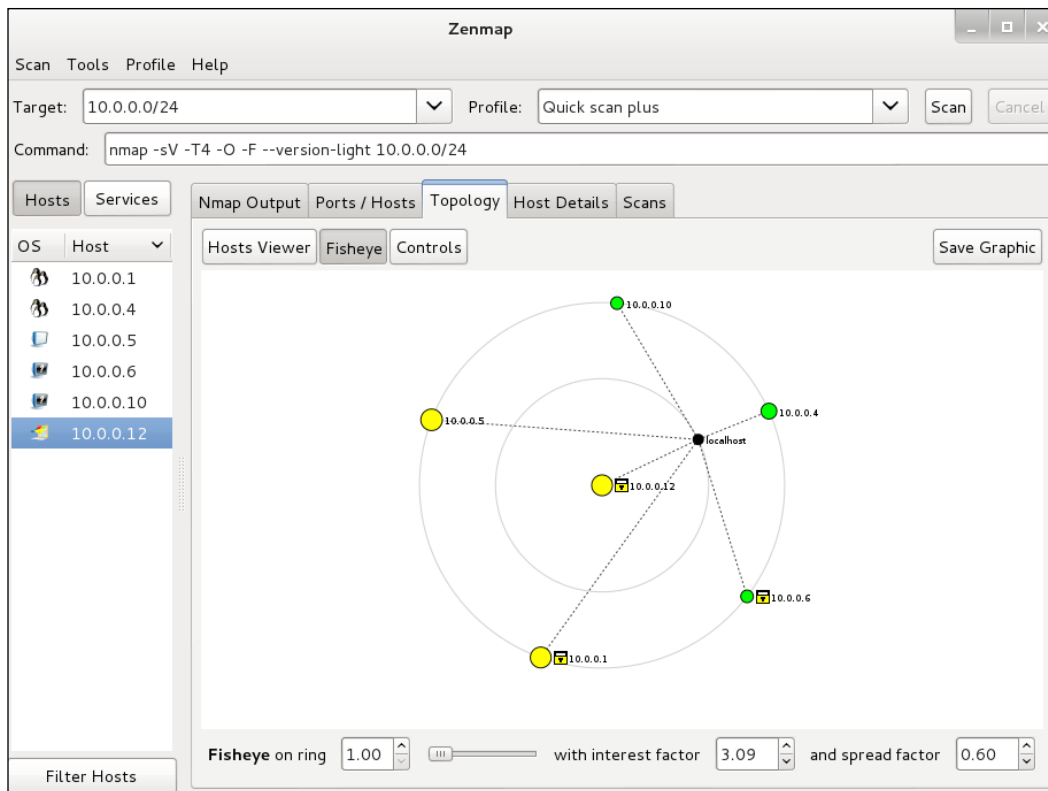 Zenmap
Scan Tools Profile Help
Target: 10.0.0.0/24 Profile: Quick scan plus Scan Cancel
Command: nmap -sV -T4 -O -F --version-light 10.0.0.0/24
Hosts Services Nmap Output Ports / Hosts Topology Host Details Scans
OS Host Hosts Viewer Fisheye Controls Save Graphic
10.0.0.1
10.0.0.4
10.0.0.5
10.0.0.6
10.0.0.10
10.0.0.12
10.0.0.10
10.0.0.4
10.0.0.5
localhost
10.0.0.12
10.0.0.6
10.0.0.1
Fisheye on ring 1.00 with interest factor 3.09 and spread factor 0.60
Filter Hosts